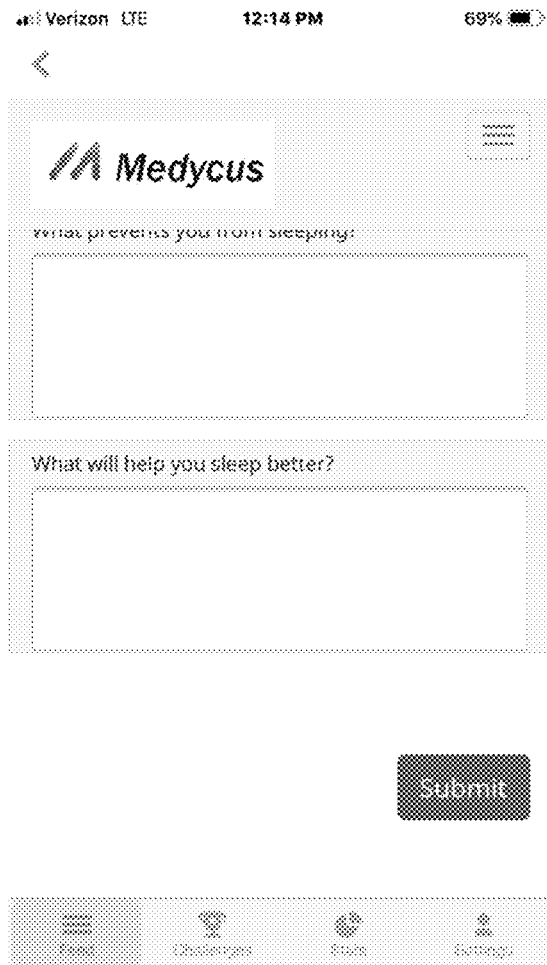 Verizon LTE 12:14 PM 69%
Medycus
What prevents you from sleeping?
What will help you sleep better?
Submit
Feed Challenges Stats Settings